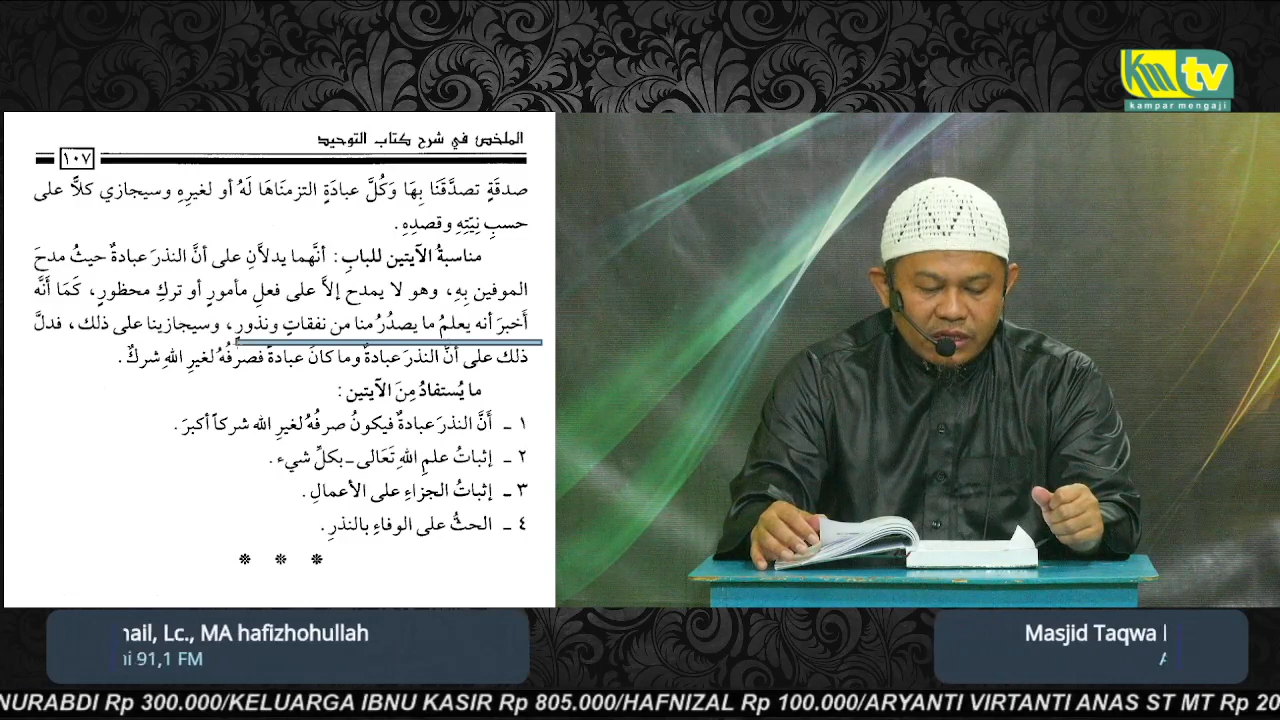 km tv
kampar mengaji
الملخص في شرح كتاب التوحيد
١٠٧
صدقَةٍ تصدَّقْنَا بِهَا وَكُلَّ عبادَةٍ التزمنَاهَا لَهُ أو لغيرِهِ وسيجازي كلاًّ على
حسبِ نِيَّتِهِ وقصدِهِ .
مناسبةُ الآيتين للبابِ : أنَّهما يدلاَّنِ على أنَّ النذرَ عبادةٌ حيثُ مدحَ
الموفين بِهِ، وهو لا يمدح إلاَّ على فعلِ مأمورٍ أو تركِ محظورٍ، كَمَا أنَّه
أَخبرَ أنه يعلمُ ما يصدُرُ منا من نفقاتٍ ونذورٍ، وسيجازينا على ذلك، فدلَّ
ذلك على أنَّ النذرَ عبادةٌ وما كانَ عبادةً فصرفُهُ لغيرِ اللهِ شركٌ .
ما يُستفادُ مِنَ الآيتين :
١ ـ أَنَّ النذرَ عبادةٌ فيكونُ صرفُهُ لغيرِ الله شركاً أكبرَ .
٢ ـ إثباتُ علمِ اللهِ تَعَالى ـ بكلِّ شيء .
٣ ـ إثباتُ الجزاءِ على الأعمالِ .
٤ ـ الحثُّ على الوفاءِ بالنذرِ .
hail, Lc., MA hafizhohullah
ni 91,1 FM
Masjid Taqwa
NURABDI Rp 300.000/KELUARGA IBNU KASIR Rp 805.000/HAFNIZAL Rp 100.000/ARYANTI VIRTANTI ANAS ST MT Rp 20